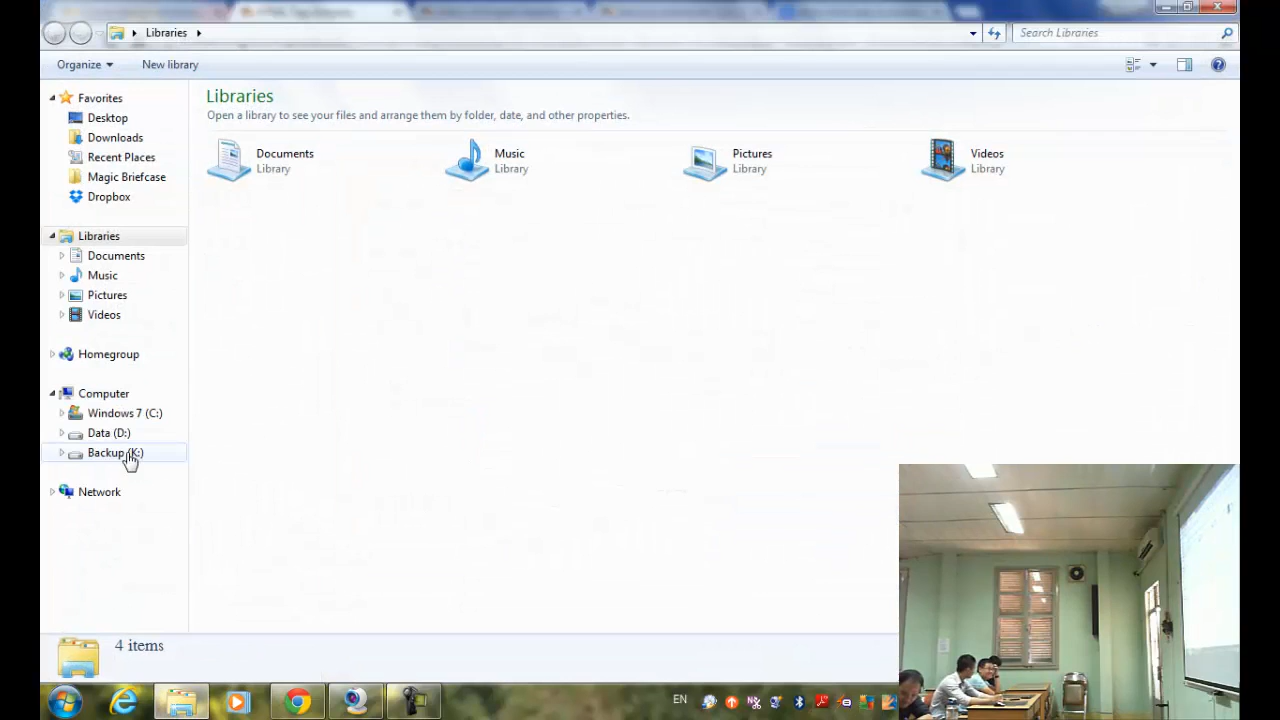 Libraries
Search Libraries
Organize
New library
Favorites
Desktop
Downloads
Recent Places
Magic Briefcase
Dropbox
Libraries
Documents
Music
Pictures
Videos
Homegroup
Computer
Windows 7 (C:)
Data (D:)
Backup (K:)
Network
Libraries
Open a library to see your files and arrange them by folder, date, and other properties.
Documents
Library
Music
Library
Pictures
Library
Videos
Library
4 items
EN